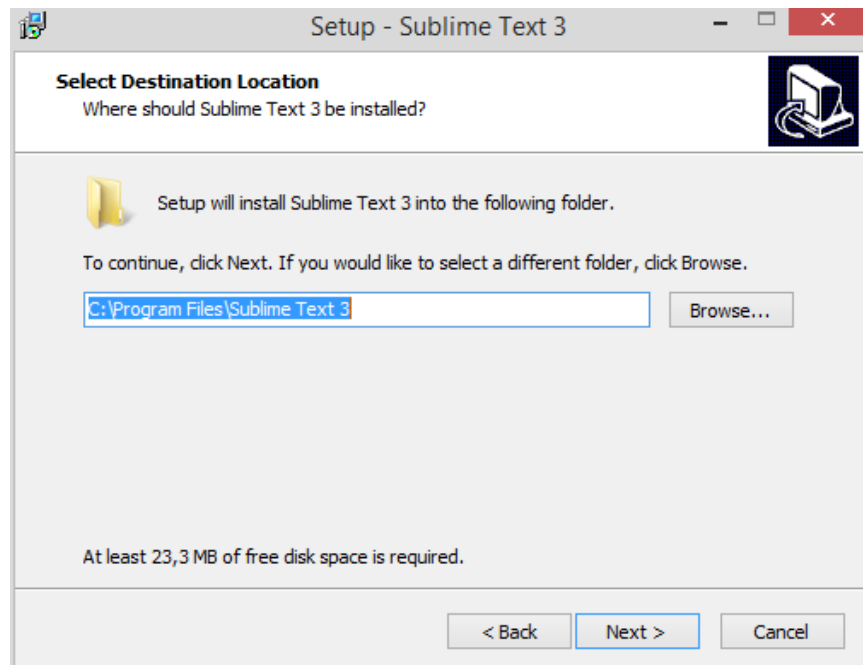 Setup - Sublime Text 3
Select Destination Location
Where should Sublime Text 3 be installed?
Setup will install Sublime Text 3 into the following folder.
To continue, click Next. If you would like to select a different folder, click Browse.
C:\Program Files\Sublime Text 3
Browse...
At least 23,3 MB of free disk space is required.
< Back
Next >
Cancel